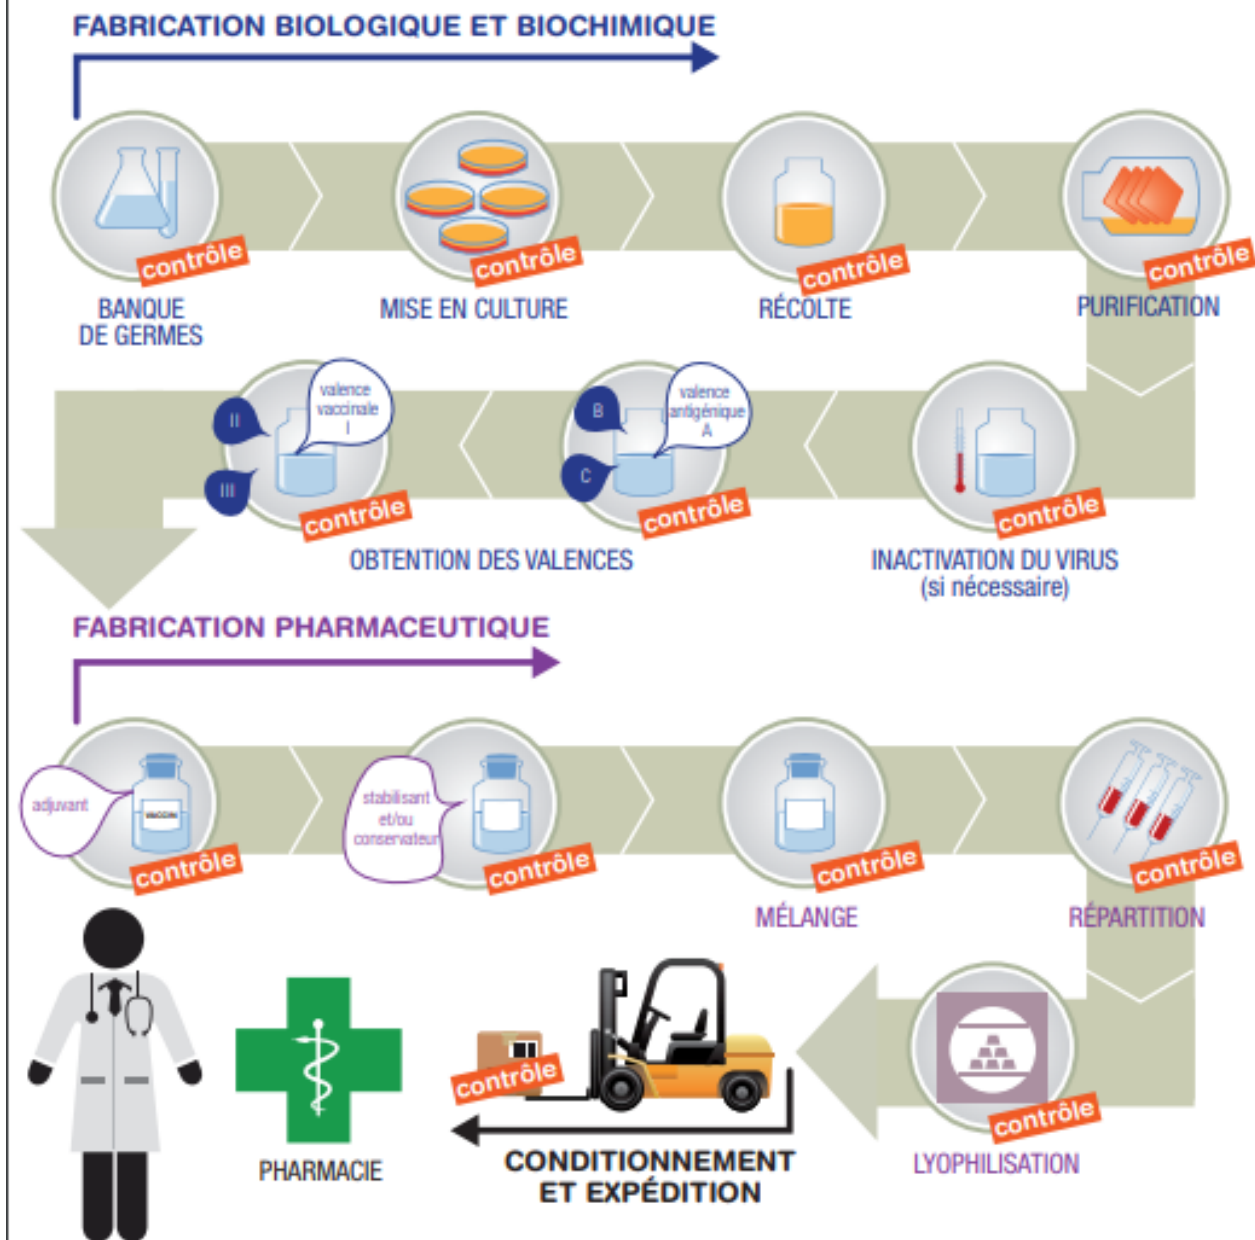 FABRICATION BIOLOGIQUE ET BIOCHIMIQUE
contrôle
contrôle
contrôle
contrôle
BANQUE
DE GERMES
MISE EN CULTURE
RÉCOLTE
PURIFICATION
II
III
valence
vaccinale
I
contrôle
B
C
valence
antigénique
A
contrôle
contrôle
OBTENTION DES VALENCES
INACTIVATION DU VIRUS
(si nécessaire)
FABRICATION PHARMACEUTIQUE
adjuvant
VACCIN
contrôle
stabilisant
et/ou
conservateur
contrôle
contrôle
contrôle
MÉLANGE
RÉPARTITION
contrôle
contrôle
LYOPHILISATION
PHARMACIE
CONDITIONNEMENT
ET EXPÉDITION